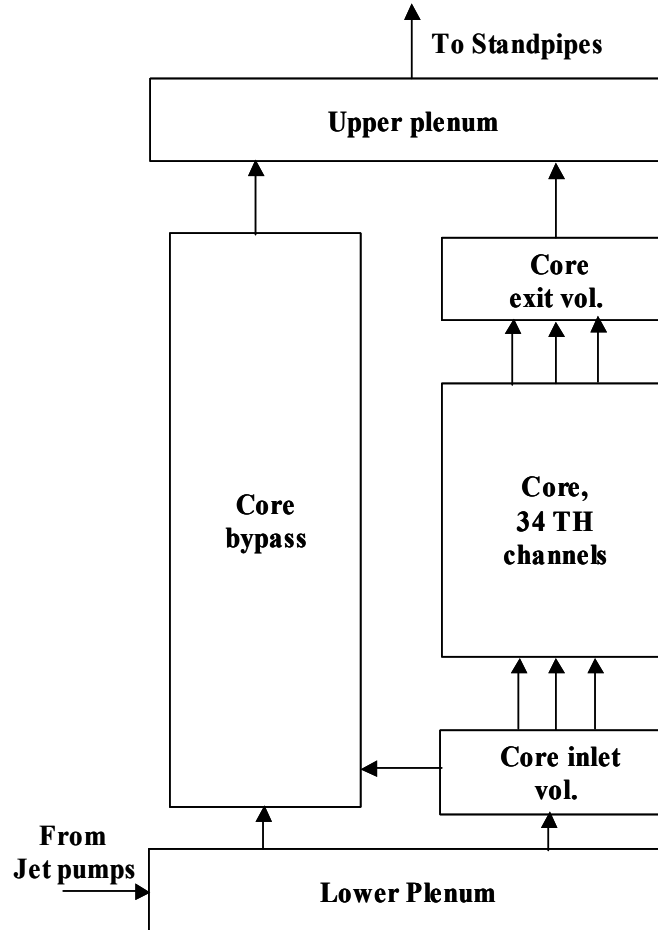 To Standpipes
Upper plenum
Core
exit vol.
Core
bypass
Core,
34 TH
channels
Core inlet
vol.
From
Jet pumps
Lower Plenum